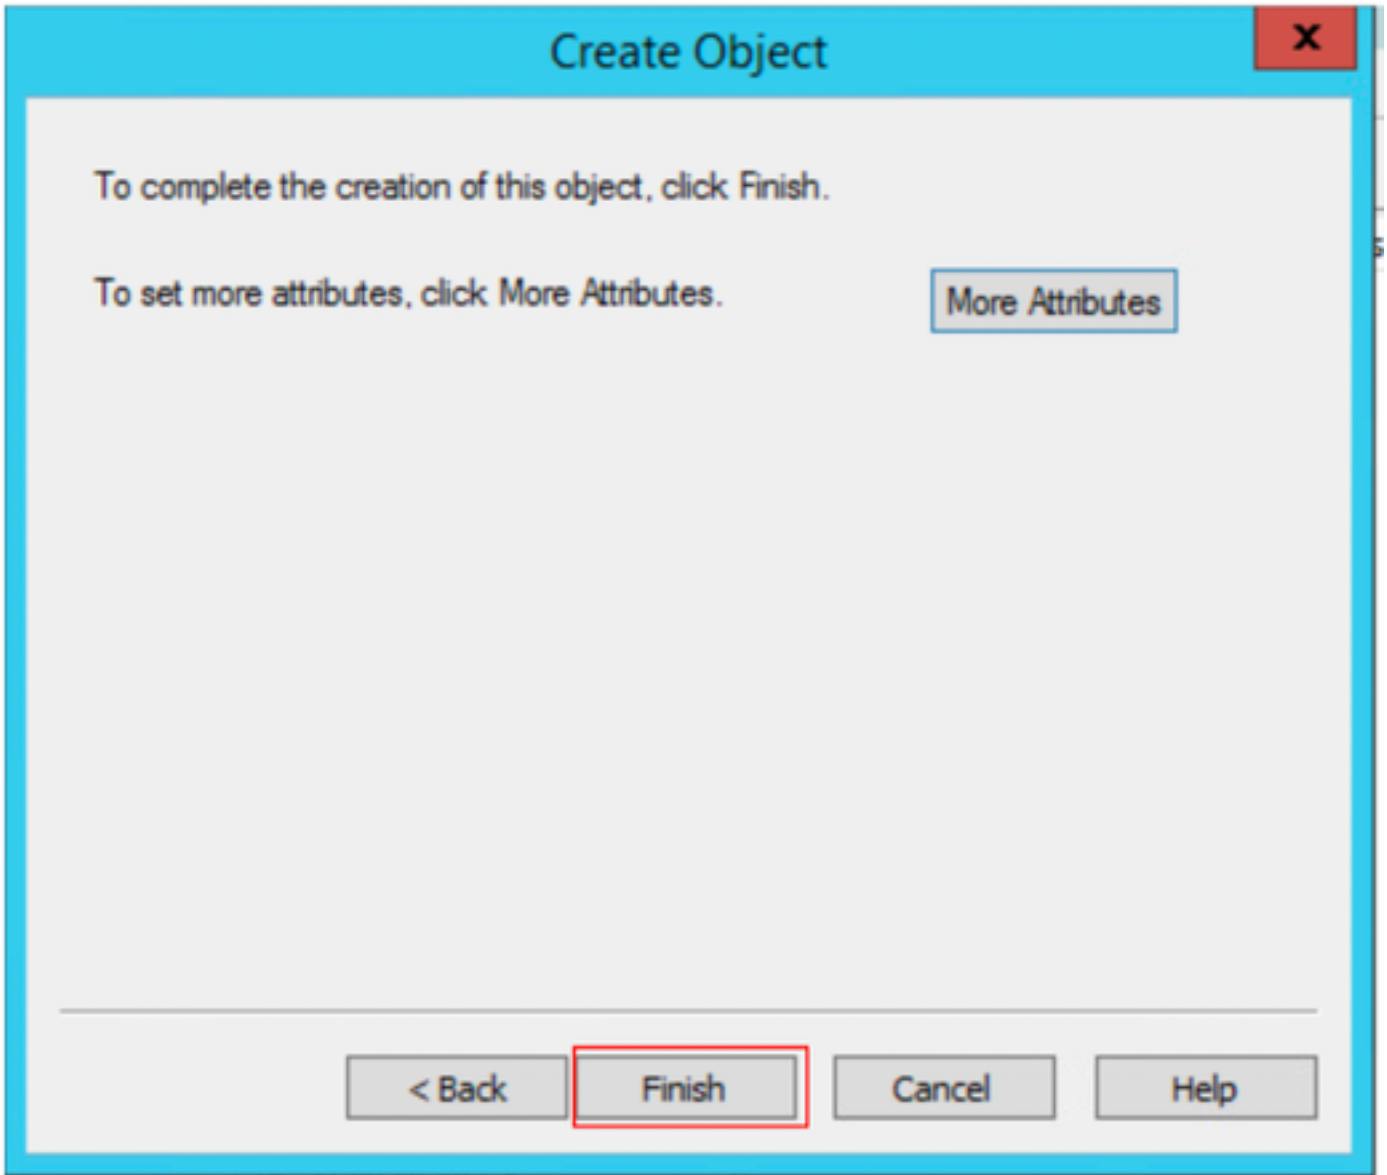 Create Object
x
To complete the creation of this object, click Finish.
To set more attributes, click More Attributes.
More Attributes
< Back
Finish
Cancel
Help